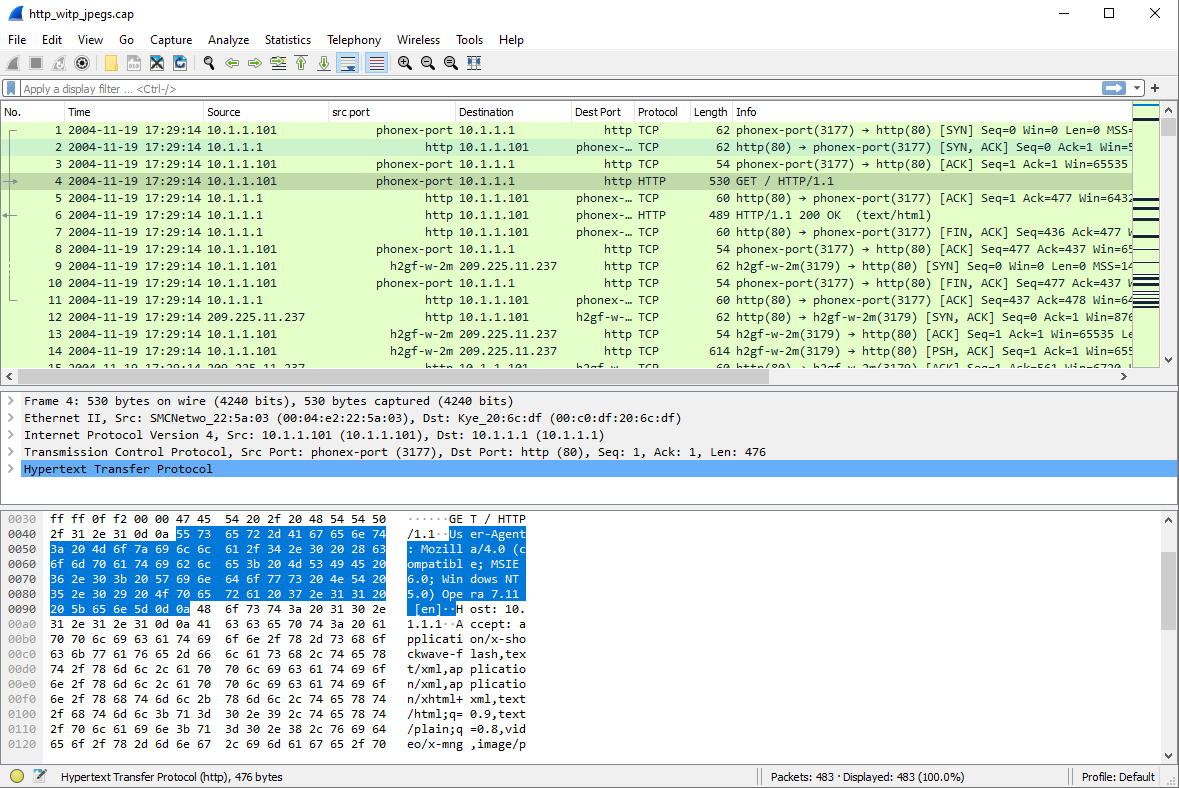 http_witp_jpegs.cap
File Edit View Go Capture Analyze Statistics Telephony Wireless Tools Help
Apply a display filter ... <Ctrl-/>
No. Time Source src port Destination Dest Port Protocol Length Info
1 2004-11-19 17:29:14 10.1.1.101 phonex-port 10.1.1.1 http TCP 62 phonex-port(3177) → http(80) [SYN] Seq=0 Win=0 Len=0 MSS=
2 2004-11-19 17:29:14 10.1.1.1 http 10.1.1.101 phonex-… TCP 62 http(80) → phonex-port(3177) [SYN, ACK] Seq=0 Ack=1 Win=5
3 2004-11-19 17:29:14 10.1.1.101 phonex-port 10.1.1.1 http TCP 54 phonex-port(3177) → http(80) [ACK] Seq=1 Ack=1 Win=65535
4 2004-11-19 17:29:14 10.1.1.101 phonex-port 10.1.1.1 http HTTP 530 GET / HTTP/1.1
5 2004-11-19 17:29:14 10.1.1.1 http 10.1.1.101 phonex-… TCP 60 http(80) → phonex-port(3177) [ACK] Seq=1 Ack=477 Win=6432
6 2004-11-19 17:29:14 10.1.1.1 http 10.1.1.101 phonex-… HTTP 489 HTTP/1.1 200 OK (text/html)
7 2004-11-19 17:29:14 10.1.1.1 http 10.1.1.101 phonex-… TCP 60 http(80) → phonex-port(3177) [FIN, ACK] Seq=436 Ack=477 W
8 2004-11-19 17:29:14 10.1.1.101 phonex-port 10.1.1.1 http TCP 54 phonex-port(3177) → http(80) [ACK] Seq=477 Ack=437 Win=65
9 2004-11-19 17:29:14 10.1.1.101 h2gf-w-2m 209.225.11.237 http TCP 62 h2gf-w-2m(3179) → http(80) [SYN] Seq=0 Win=0 Len=0 MSS=14
10 2004-11-19 17:29:14 10.1.1.101 phonex-port 10.1.1.1 http TCP 54 phonex-port(3177) → http(80) [FIN, ACK] Seq=477 Ack=437 W
11 2004-11-19 17:29:14 10.1.1.1 http 10.1.1.101 phonex-… TCP 60 http(80) → phonex-port(3177) [ACK] Seq=437 Ack=478 Win=64
12 2004-11-19 17:29:14 209.225.11.237 http 10.1.1.101 h2gf-w-… TCP 62 http(80) → h2gf-w-2m(3179) [SYN, ACK] Seq=0 Ack=1 Win=876
13 2004-11-19 17:29:14 10.1.1.101 h2gf-w-2m 209.225.11.237 http TCP 54 h2gf-w-2m(3179) → http(80) [ACK] Seq=1 Ack=1 Win=65535 Le
14 2004-11-19 17:29:14 10.1.1.101 h2gf-w-2m 209.225.11.237 http TCP 614 h2gf-w-2m(3179) → http(80) [PSH, ACK] Seq=1 Ack=1 Win=655
15 2004-11-19 17:29:14 209.225.11.237 http 10.1.1.101 h2gf-w-… TCP 60 http(80) → h2gf-w-2m(3179) [ACK] Seq=1 Ack=561 Win=6720 L
Frame 4: 530 bytes on wire (4240 bits), 530 bytes captured (4240 bits)
Ethernet II, Src: SMCNetwo_22:5a:03 (00:04:e2:22:5a:03), Dst: Kye_20:6c:df (00:c0:df:20:6c:df)
Internet Protocol Version 4, Src: 10.1.1.101 (10.1.1.101), Dst: 10.1.1.1 (10.1.1.1)
Transmission Control Protocol, Src Port: phonex-port (3177), Dst Port: http (80), Seq: 1, Ack: 1, Len: 476
Hypertext Transfer Protocol
0030 ff ff 0f f2 00 00 47 45 54 20 2f 20 48 54 54 50 ······GE T / HTTP
0040 2f 31 2e 31 0d 0a 55 73 65 72 2d 41 67 65 6e 74 /1.1··Us er-Agent
0050 3a 20 4d 6f 7a 69 6c 6c 61 2f 34 2e 30 20 28 63 : Mozill a/4.0 (c
0060 6f 6d 70 61 74 69 62 6c 65 3b 20 4d 53 49 45 20 ompatibl e; MSIE
0070 36 2e 30 3b 20 57 69 6e 64 6f 77 73 20 4e 54 20 6.0; Win dows NT
0080 35 2e 30 29 20 4f 70 65 72 61 20 37 2e 31 31 20 5.0) Ope ra 7.11
0090 20 5b 65 6e 5d 0d 0a 48 6f 73 74 3a 20 31 30 2e [en]··H ost: 10.
00a0 31 2e 31 2e 31 0d 0a 41 63 63 65 70 74 3a 20 61 1.1.1··A ccept: a
00b0 70 70 6c 69 63 61 74 69 6f 6e 2f 78 2d 73 68 6f pplicati on/x-sho
00c0 63 6b 77 61 76 65 2d 66 6c 61 73 68 2c 74 65 78 ckwave-f lash,tex
00d0 74 2f 78 6d 6c 2c 61 70 70 6c 69 63 61 74 69 6f t/xml,ap plicatio
00e0 6e 2f 78 6d 6c 2c 61 70 70 6c 69 63 61 74 69 6f n/xml,ap plicatio
00f0 6e 2f 78 68 74 6d 6c 2b 78 6d 6c 2c 74 65 78 74 n/xhtml+ xml,text
0100 2f 68 74 6d 6c 3b 71 3d 30 2e 39 2c 74 65 78 74 /html;q= 0.9,text
0110 2f 70 6c 61 69 6e 3b 71 3d 30 2e 38 2c 76 69 64 /plain;q =0.8,vid
0120 65 6f 2f 78 2d 6d 6e 67 2c 69 6d 61 67 65 2f 70 eo/x-mng ,image/p
Hypertext Transfer Protocol (http), 476 bytes Packets: 483 · Displayed: 483 (100.0%) Profile: Default